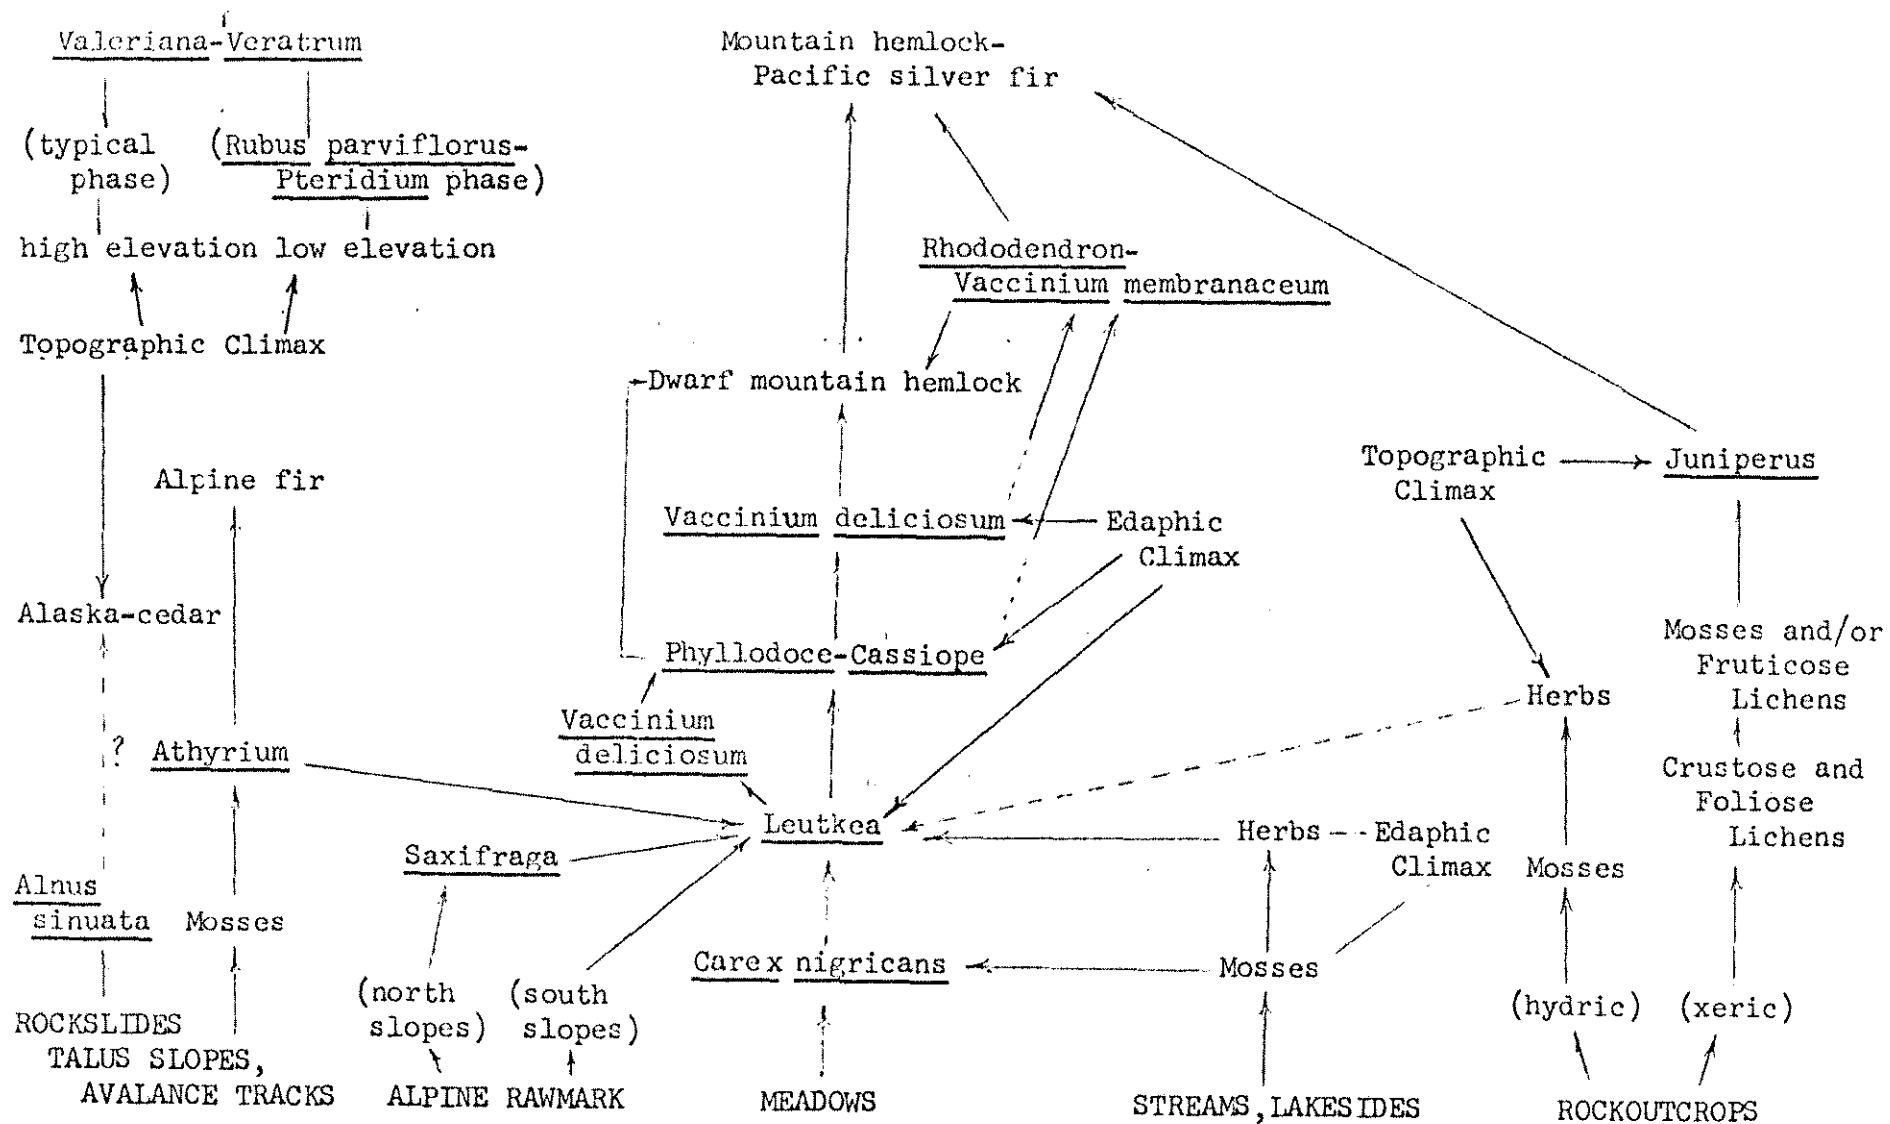 Valeriana-Veratrum
Mountain hemlock-
Pacific silver fir
(typical
phase)
(Rubus parviflorus-
Pteridium phase)
high elevation low elevation
Rhododendron-
Vaccinium membranaceum
Topographic Climax
Dwarf mountain hemlock
Alpine fir
Topographic
Climax
Juniperus
Vaccinium deliciosum
Edaphic
Climax
Alaska-cedar
Mosses and/or
Fruticose
Lichens
Phyllodoce-Cassiope
Herbs
Vaccinium
deliciosum
? Athyrium
Crustose and
Foliose
Lichens
Leutkea
Herbs
Edaphic
Climax
Mosses
Saxifraga
Alnus
sinuata
Mosses
Carex nigricans
Mosses
(north
slopes)
(south
slopes)
(hydric)
(xeric)
ROCKSLIDES
TALUS SLOPES,
AVALANCE TRACKS
ALPINE RAWMARK
MEADOWS
STREAMS,LAKESIDES
ROCKOUTCROPS